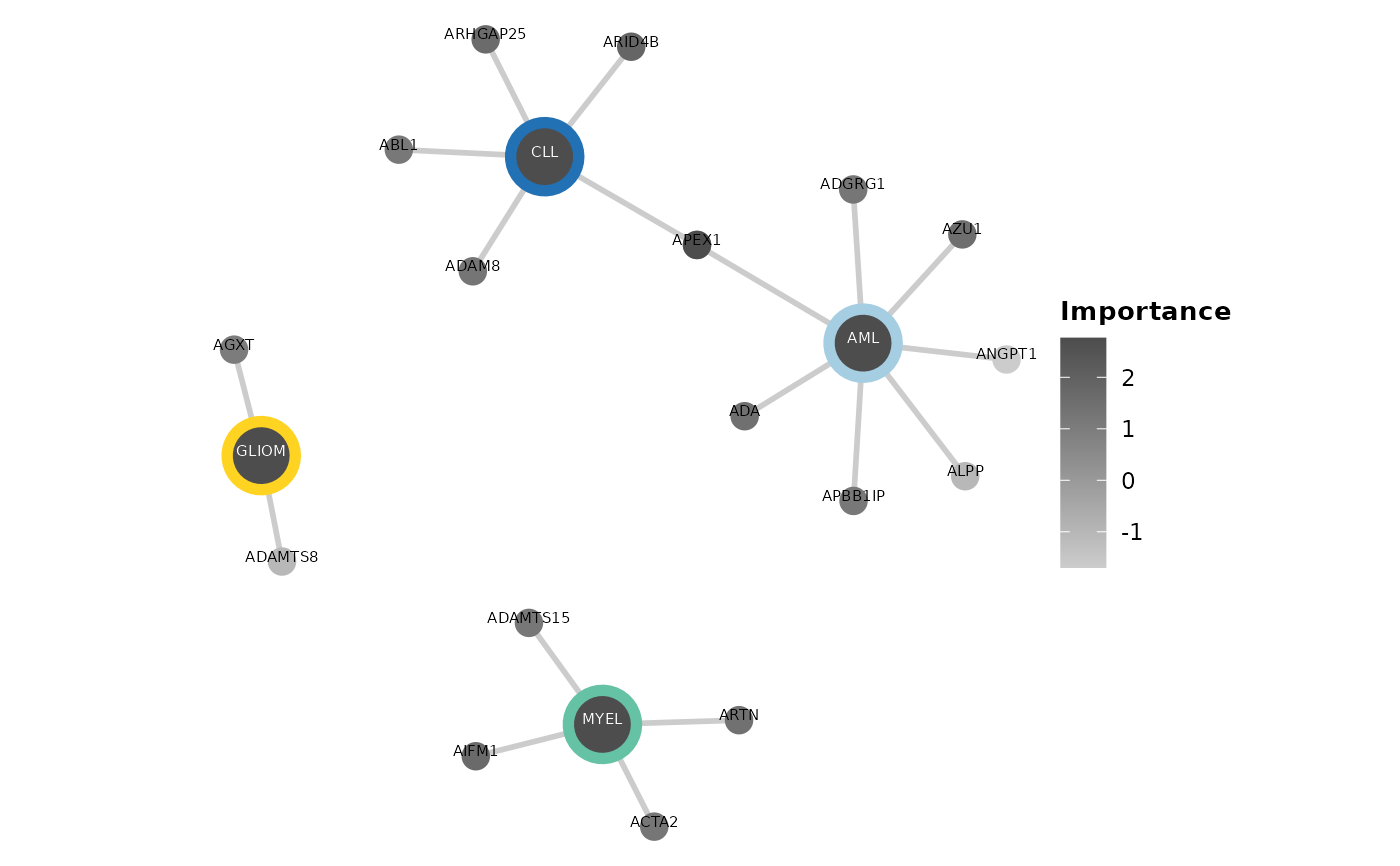 ARHGAP25
ARID4B
ABL1
CLL
ADGRG1
AZU1
APEX1
ADAM8
Importance
AML
AGXT
ANGPT1
2
ADA
1
GLIOM
ALPP
0
APBB1IP
-1
ADAMTS8
ADAMTS15
MYEL
ARTN
AIFM1
ACTA2